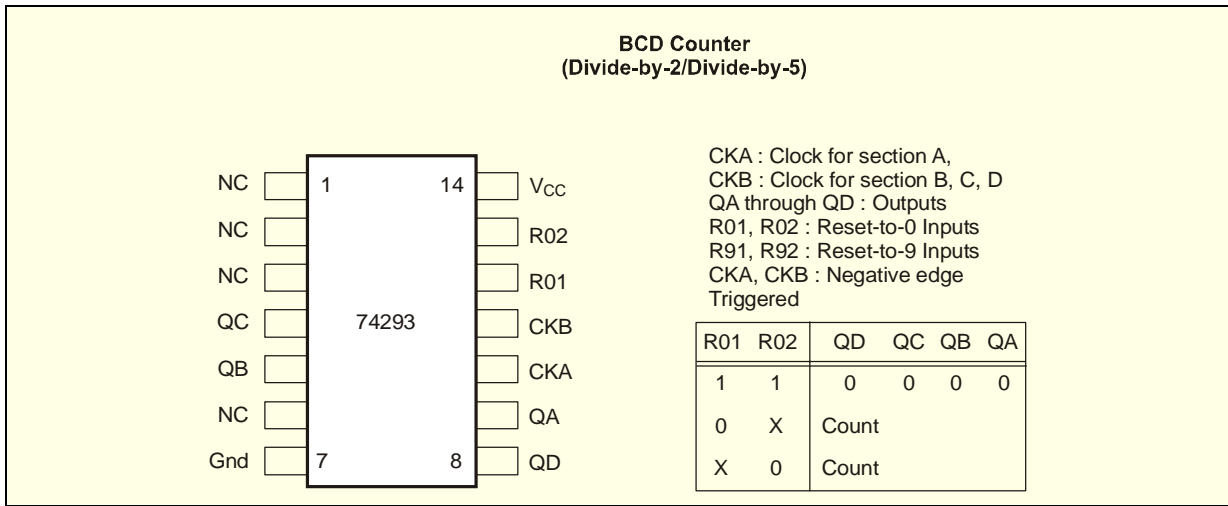 BCD Counter
(Divide-by-2/Divide-by-5)
NC 1 14 VCC
NC R02
NC R01
QC 74293 CKB
QB CKA
NC QA
Gnd 7 8 QD
CKA : Clock for section A,
CKB : Clock for section B, C, D
QA through QD : Outputs
R01, R02 : Reset-to-0 Inputs
R91, R92 : Reset-to-9 Inputs
CKA, CKB : Negative edge
Triggered
R01 R02 QD QC QB QA
1 1 0 0 0 0
0 X Count
X 0 Count